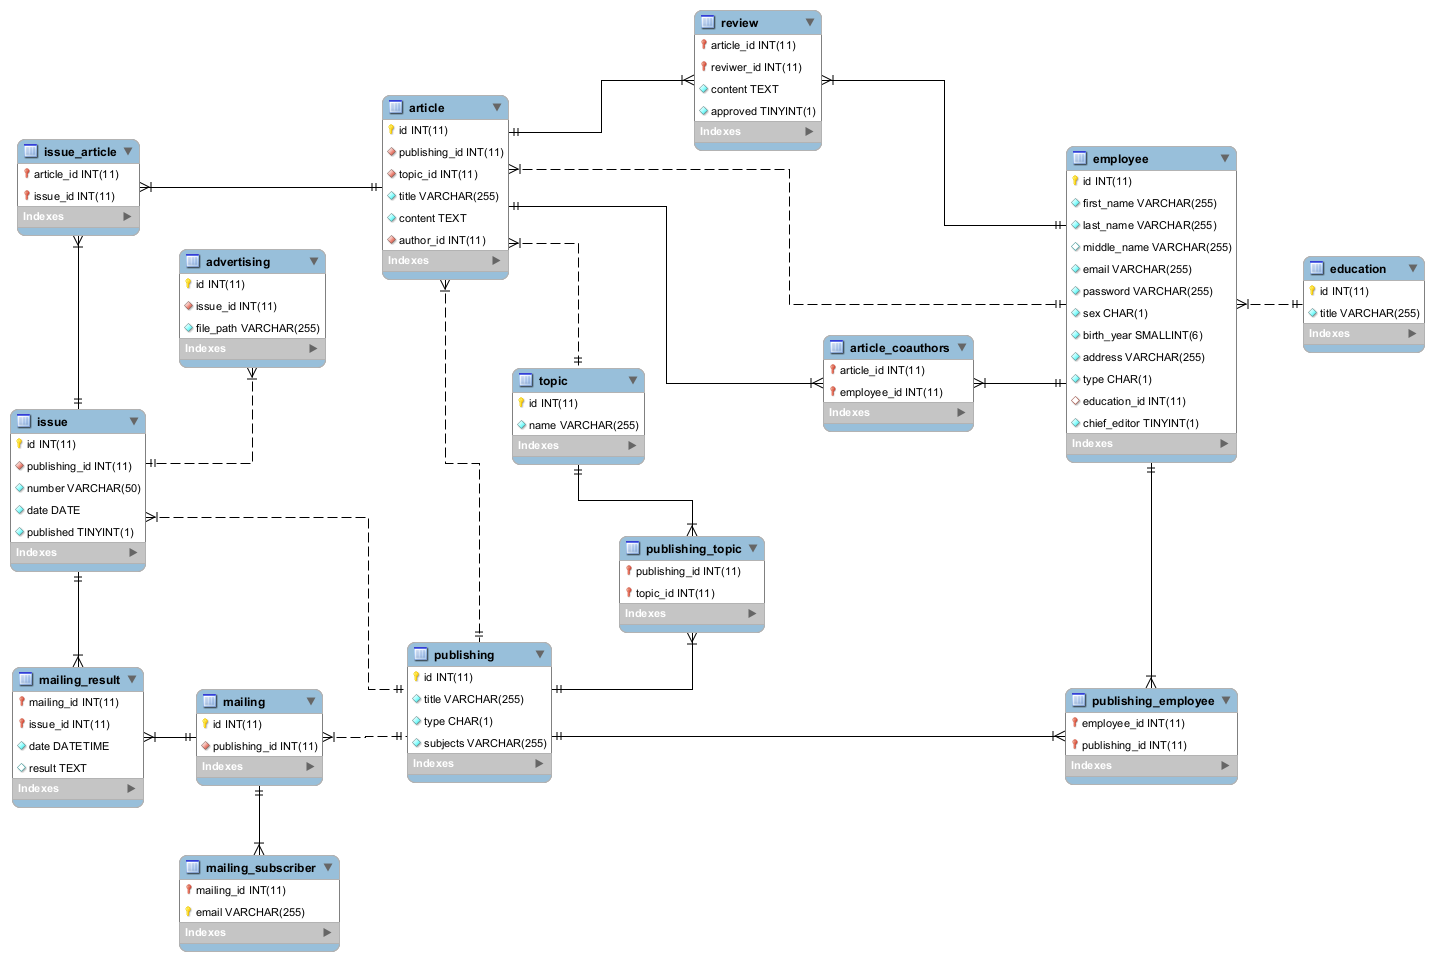 review
article_id INT(11)
reviwer_id INT(11)
content TEXT
approved TINYINT(1)
Indexes
article
id INT(11)
publishing_id INT(11)
topic_id INT(11)
title VARCHAR(255)
content TEXT
author_id INT(11)
Indexes
issue_article
article_id INT(11)
issue_id INT(11)
Indexes
employee
id INT(11)
first_name VARCHAR(255)
last_name VARCHAR(255)
middle_name VARCHAR(255)
email VARCHAR(255)
password VARCHAR(255)
sex CHAR(1)
birth_year SMALLINT(6)
address VARCHAR(255)
type CHAR(1)
education_id INT(11)
chief_editor TINYINT(1)
Indexes
advertising
id INT(11)
issue_id INT(11)
file_path VARCHAR(255)
Indexes
education
id INT(11)
title VARCHAR(255)
Indexes
article_coauthors
article_id INT(11)
employee_id INT(11)
Indexes
topic
id INT(11)
name VARCHAR(255)
Indexes
issue
id INT(11)
publishing_id INT(11)
number VARCHAR(50)
date DATE
published TINYINT(1)
Indexes
publishing_topic
publishing_id INT(11)
topic_id INT(11)
Indexes
publishing
id INT(11)
title VARCHAR(255)
type CHAR(1)
subjects VARCHAR(255)
Indexes
mailing_result
mailing_id INT(11)
issue_id INT(11)
date DATETIME
result TEXT
Indexes
mailing
id INT(11)
publishing_id INT(11)
Indexes
publishing_employee
employee_id INT(11)
publishing_id INT(11)
Indexes
mailing_subscriber
mailing_id INT(11)
email VARCHAR(255)
Indexes